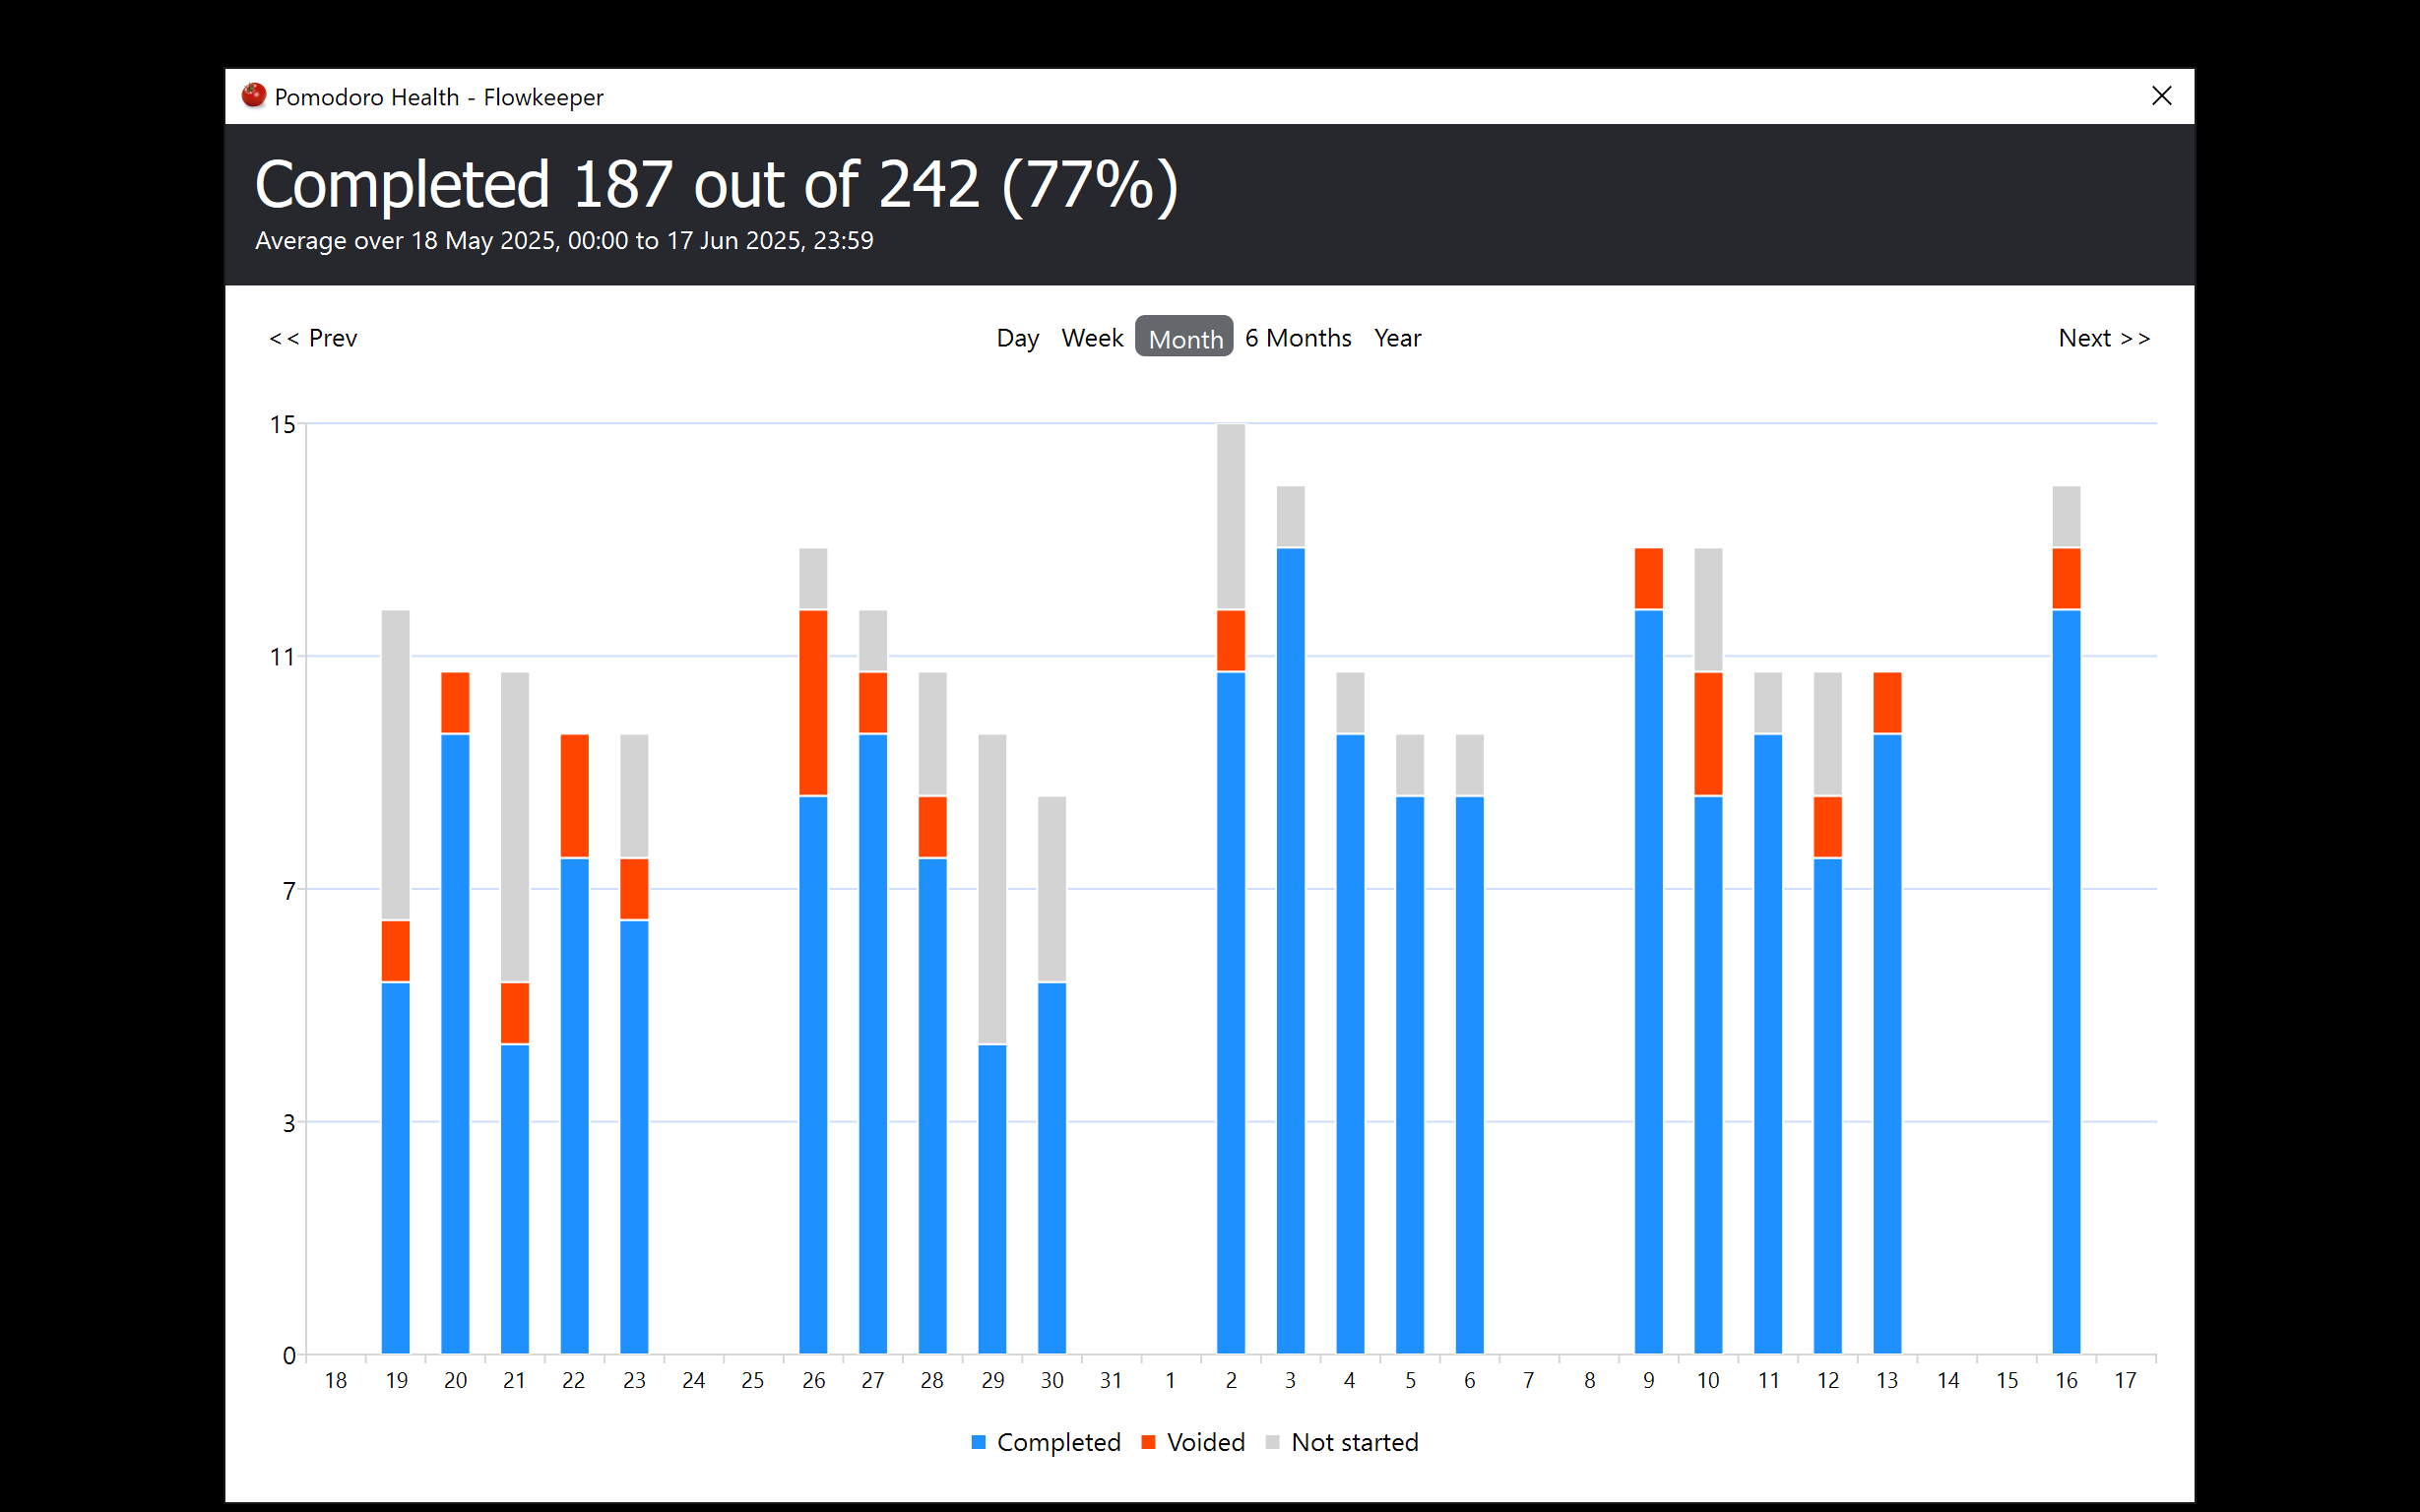 Pomodoro Health - Flowkeeper
Completed 187 out of 242 (77%)
Average over 18 May 2025, 00:00 to 17 Jun 2025, 23:59
<< Prev Day Week Month 6 Months Year Next >>
15
11
7
3
0
18 19 20 21 22 23 24 25 26 27 28 29 30 31 1 2 3 4 5 6 7 8 9 10 11 12 13 14 15 16 17
Completed Voided Not started